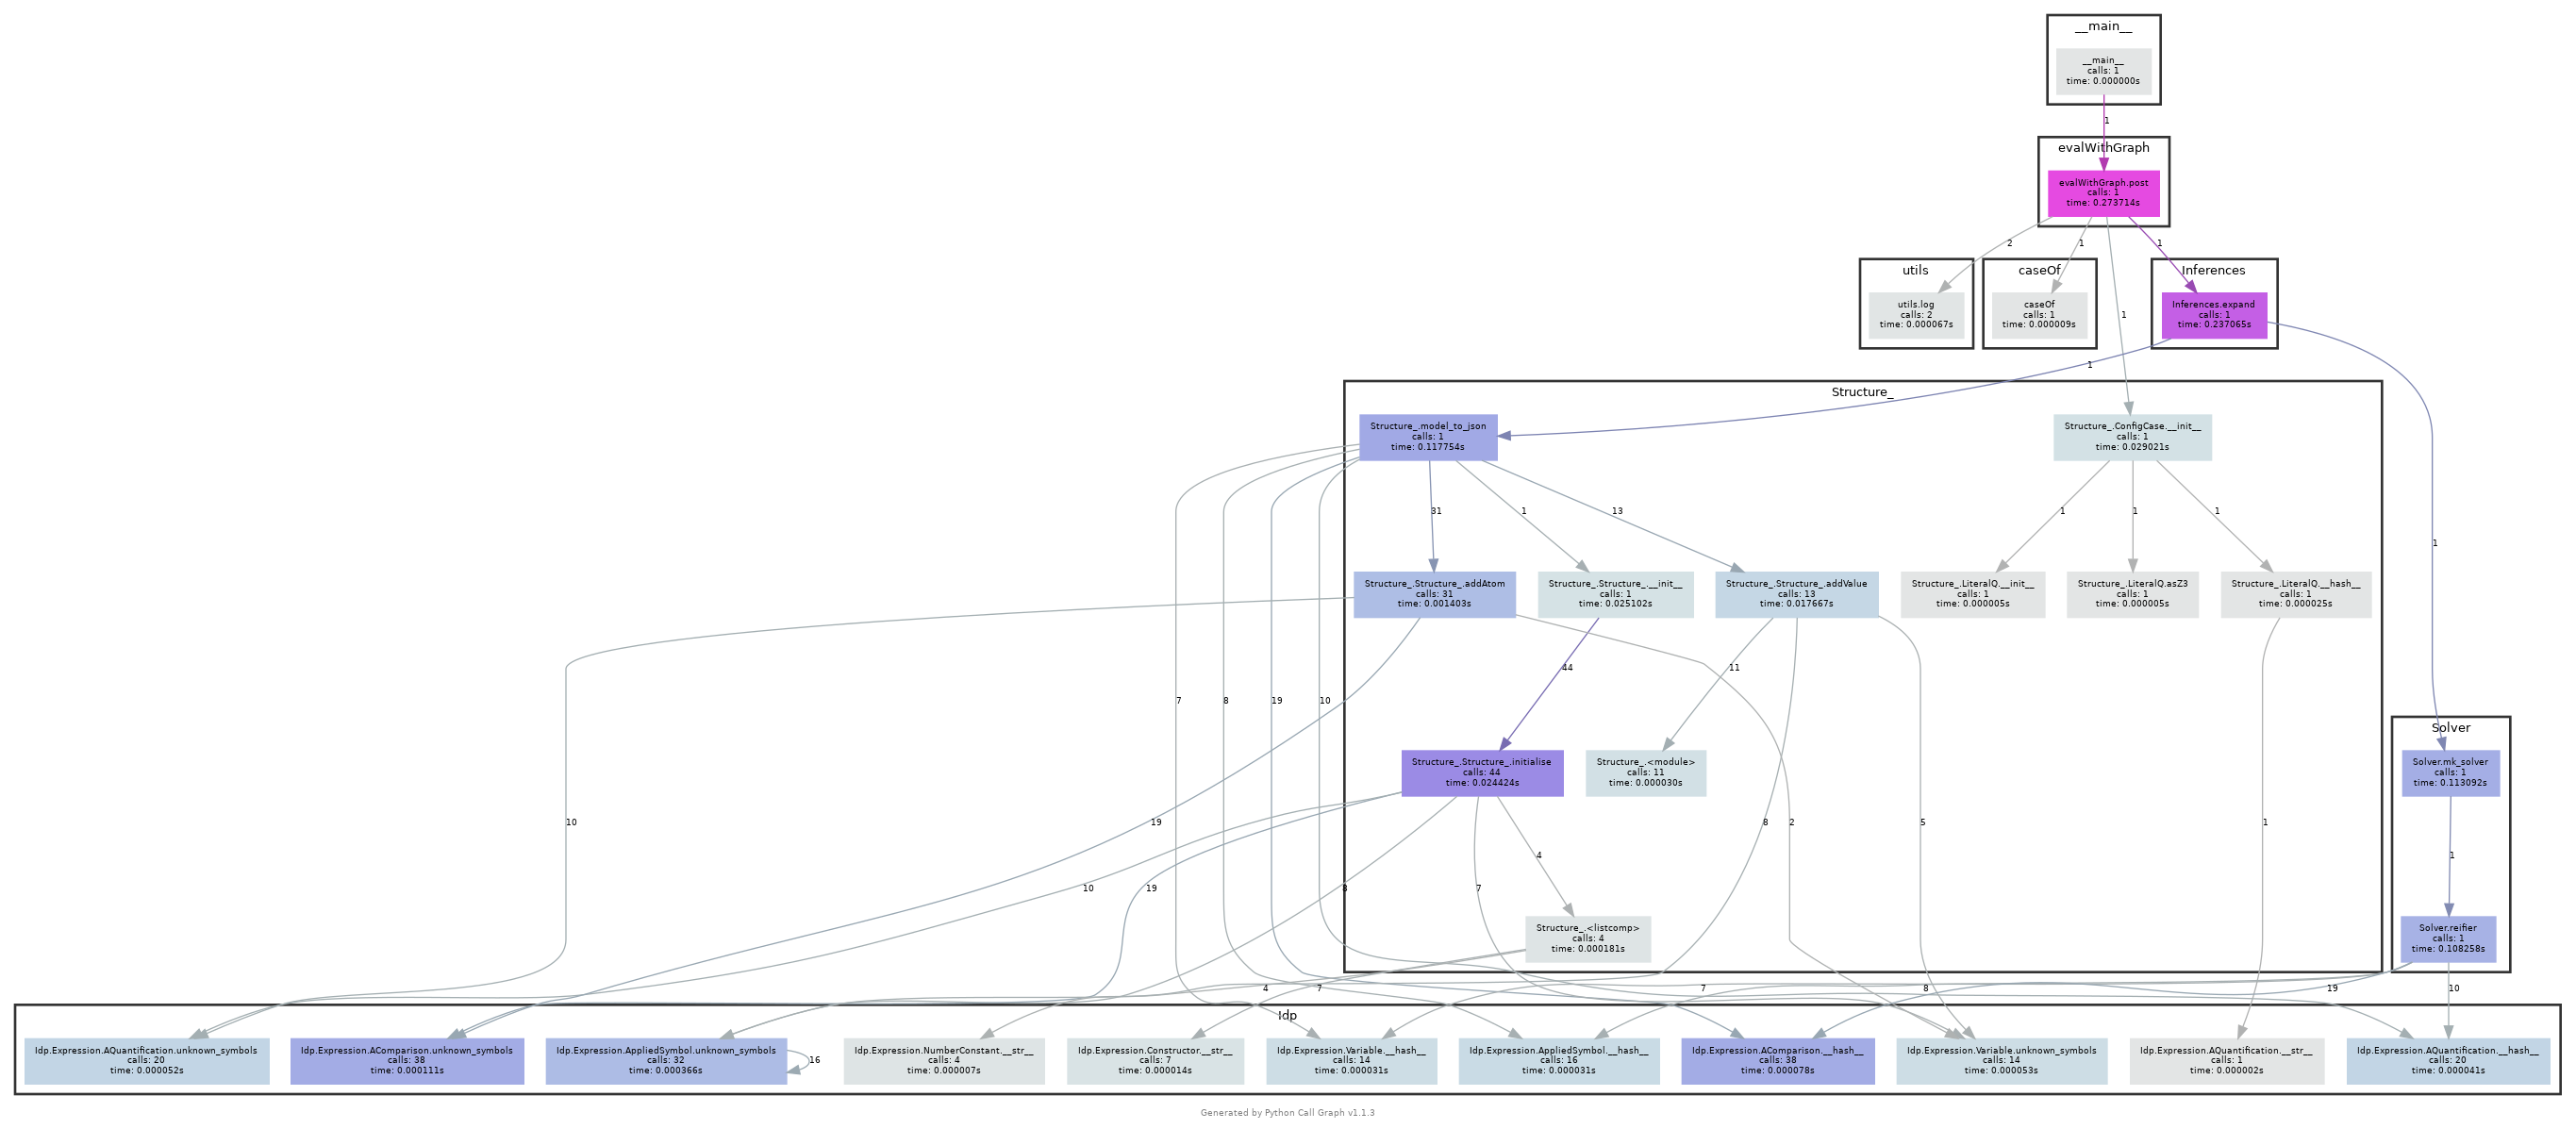 __main__
__main__
calls: 1
time: 0.000000s
1
evalWithGraph
evalWithGraph.post
calls: 1
time: 0.273714s
2
1
1
1
utils
utils.log
calls: 2
time: 0.000067s
caseOf
caseOf
calls: 1
time: 0.000009s
Inferences
Inferences.expand
calls: 1
time: 0.237065s
1
1
Structure_
Structure_.model_to_json
calls: 1
time: 0.117754s
Structure_.ConfigCase.__init__
calls: 1
time: 0.029021s
7
8
19
10
31
1
13
1
1
1
Structure_.Structure_.addAtom
calls: 31
time: 0.001403s
Structure_.Structure_.__init__
calls: 1
time: 0.025102s
Structure_.Structure_.addValue
calls: 13
time: 0.017667s
Structure_.LiteralQ.__init__
calls: 1
time: 0.000005s
Structure_.LiteralQ.asZ3
calls: 1
time: 0.000005s
Structure_.LiteralQ.__hash__
calls: 1
time: 0.000025s
44
11
10
19
8
2
5
1
Structure_.Structure_.initialise
calls: 44
time: 0.024424s
Structure_.<module>
calls: 11
time: 0.000030s
Solver
Solver.mk_solver
calls: 1
time: 0.113092s
1
10
19
8
7
4
Structure_.<listcomp>
calls: 4
time: 0.000181s
Solver.reifier
calls: 1
time: 0.108258s
4
7
7
8
19
10
Idp
Idp.Expression.AQuantification.unknown_symbols
calls: 20
time: 0.000052s
Idp.Expression.AComparison.unknown_symbols
calls: 38
time: 0.000111s
Idp.Expression.AppliedSymbol.unknown_symbols
calls: 32
time: 0.000366s
16
Idp.Expression.NumberConstant.__str__
calls: 4
time: 0.000007s
Idp.Expression.Constructor.__str__
calls: 7
time: 0.000014s
Idp.Expression.Variable.__hash__
calls: 14
time: 0.000031s
Idp.Expression.AppliedSymbol.__hash__
calls: 16
time: 0.000031s
Idp.Expression.AComparison.__hash__
calls: 38
time: 0.000078s
Idp.Expression.Variable.unknown_symbols
calls: 14
time: 0.000053s
Idp.Expression.AQuantification.__str__
calls: 1
time: 0.000002s
Idp.Expression.AQuantification.__hash__
calls: 20
time: 0.000041s
Generated by Python Call Graph v1.1.3